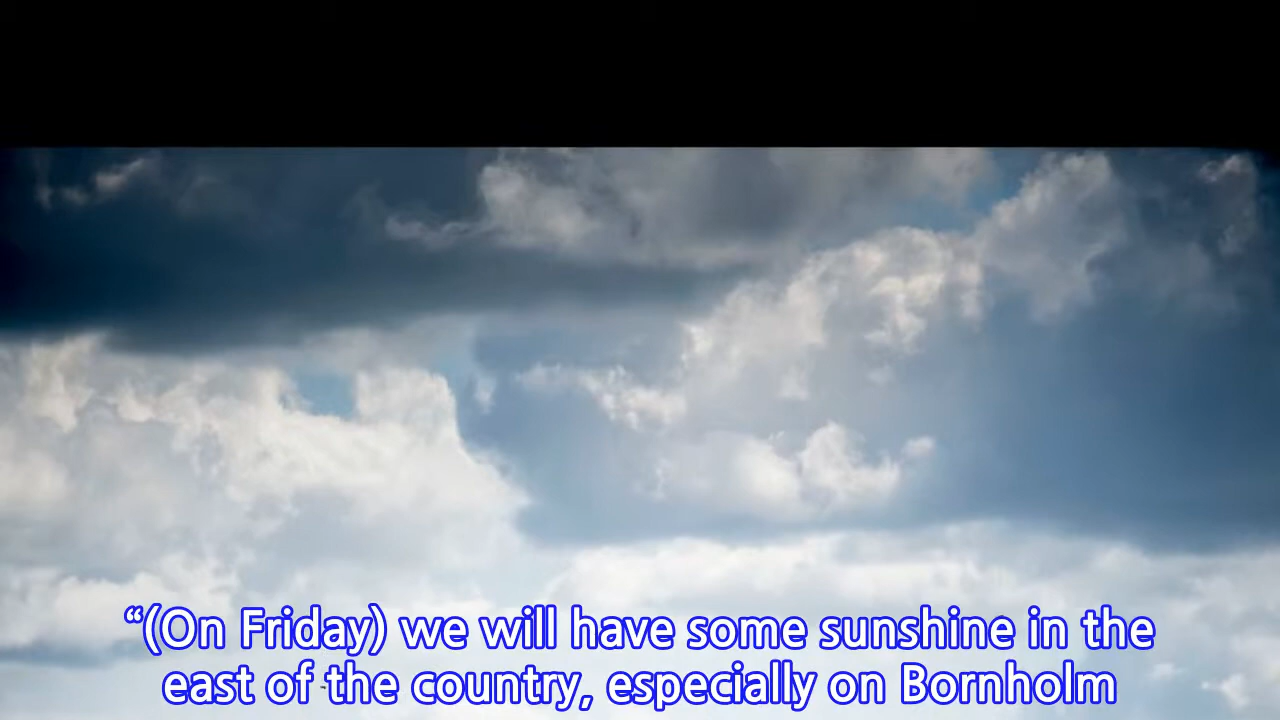 “(On Friday) we will have some sunshine in the
east of the country, especially on Bornholm